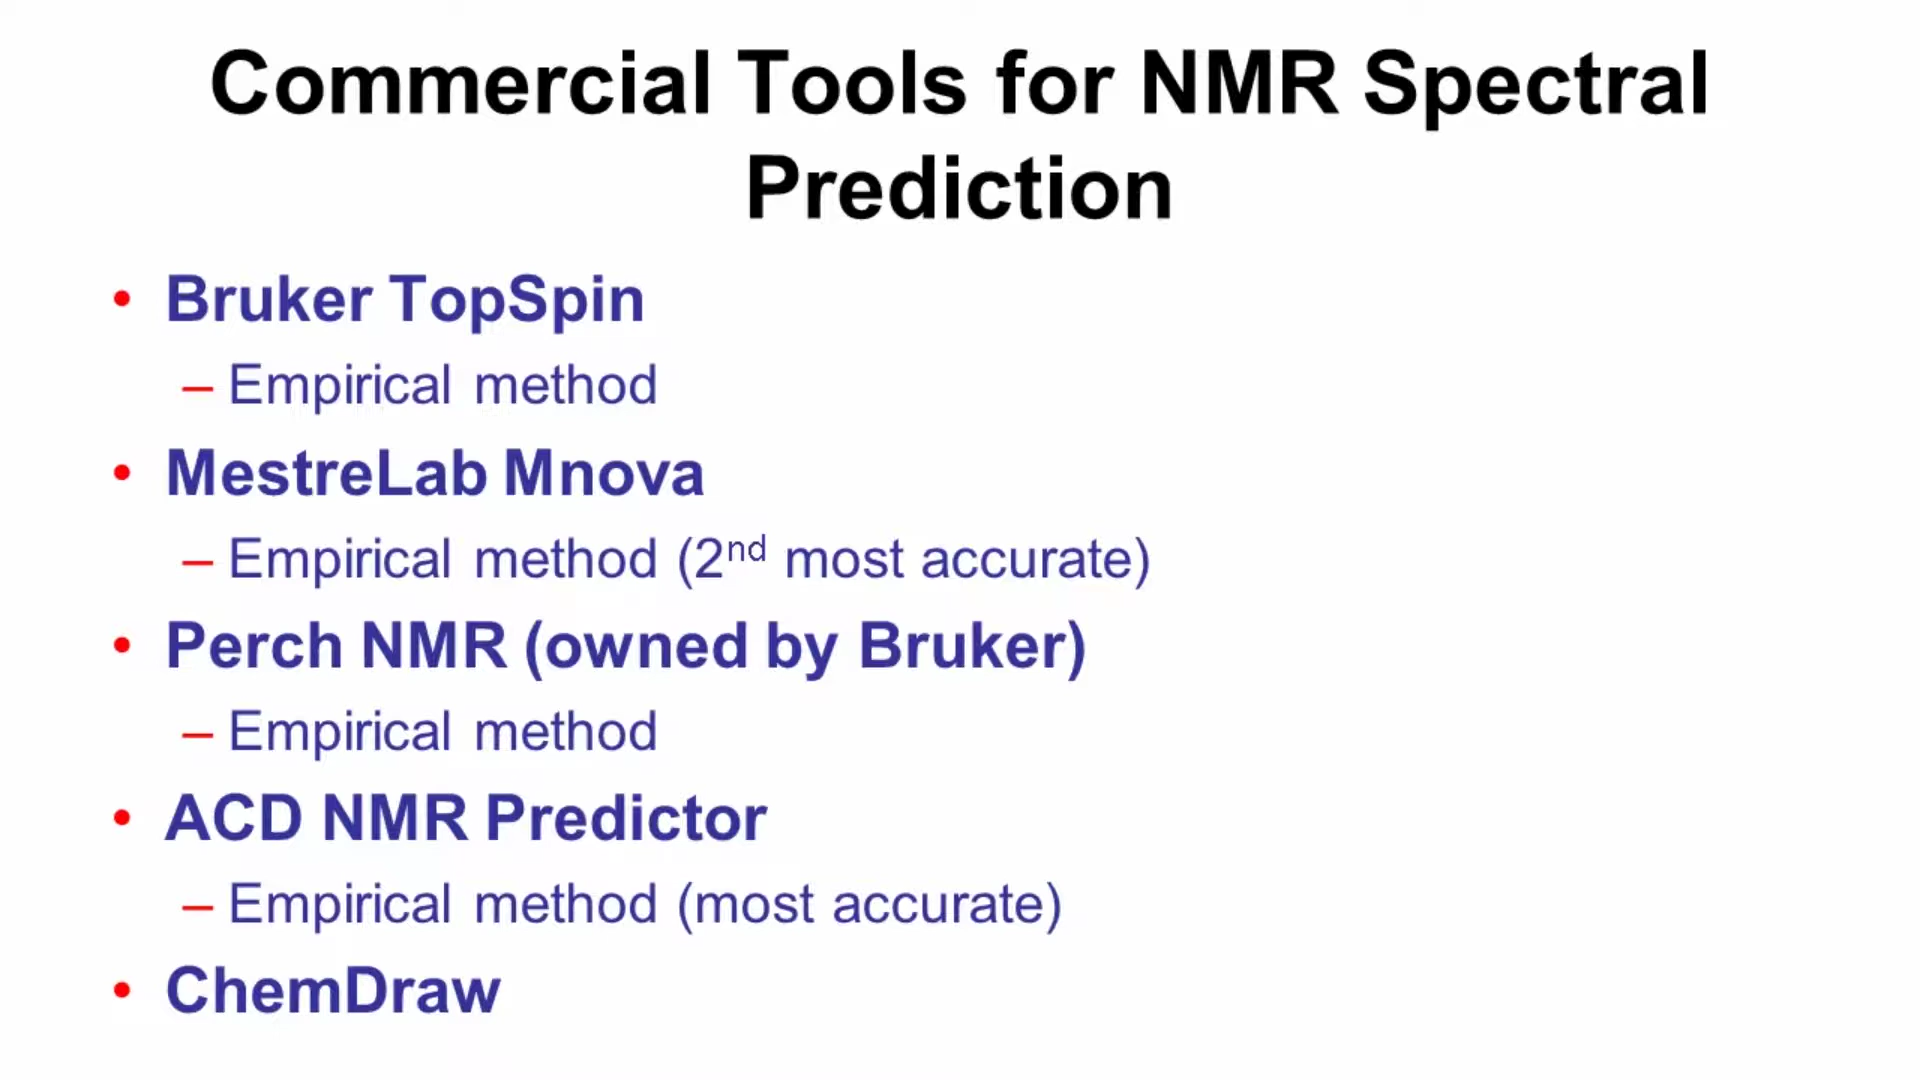 Commercial Tools for NMR Spectral
Prediction
• Bruker TopSpin
– Empirical method
• MestreLab Mnova
– Empirical method (2nd most accurate)
• Perch NMR (owned by Bruker)
– Empirical method
• ACD NMR Predictor
– Empirical method (most accurate)
• ChemDraw